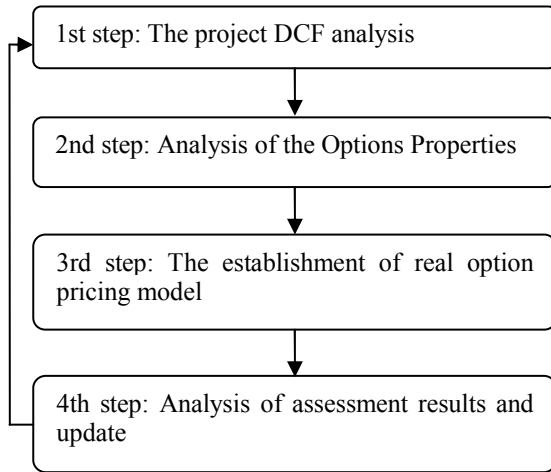 1st step: The project DCF analysis
2nd step: Analysis of the Options Properties
3rd step: The establishment of real option
pricing model
4th step: Analysis of assessment results and
update